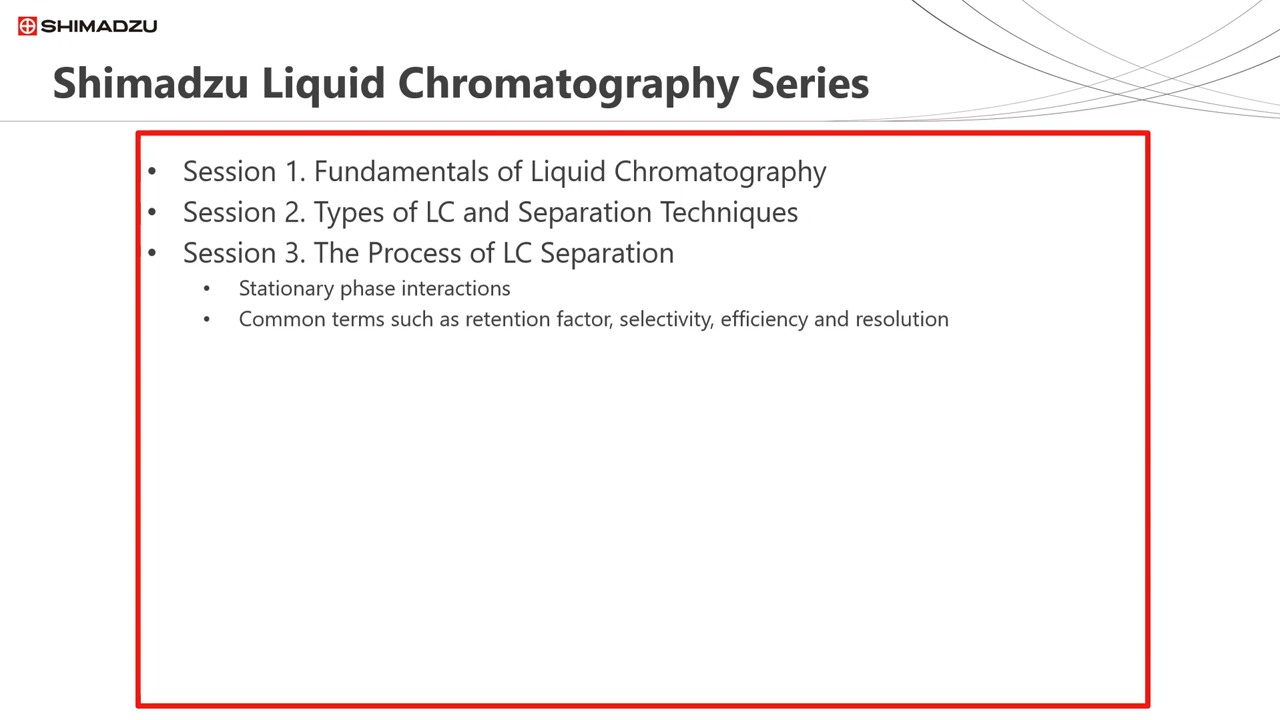 SHIMADZU
Shimadzu Liquid Chromatography Series
• Session 1. Fundamentals of Liquid Chromatography
• Session 2. Types of LC and Separation Techniques
• Session 3. The Process of LC Separation
• Stationary phase interactions
• Common terms such as retention factor, selectivity, efficiency and resolution